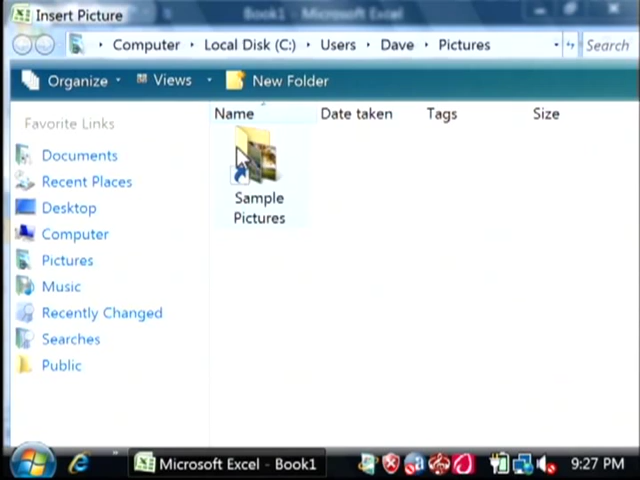 Insert Picture
Book1 - Microsoft Excel
Computer Local Disk (C:) Users Dave Pictures Search
Organize Views New Folder
Favorite Links
Documents
Recent Places
Desktop
Computer
Pictures
Music
Recently Changed
Searches
Public
Name Date taken Tags Size
Sample
Pictures
Microsoft Excel - Book1
9:27 PM